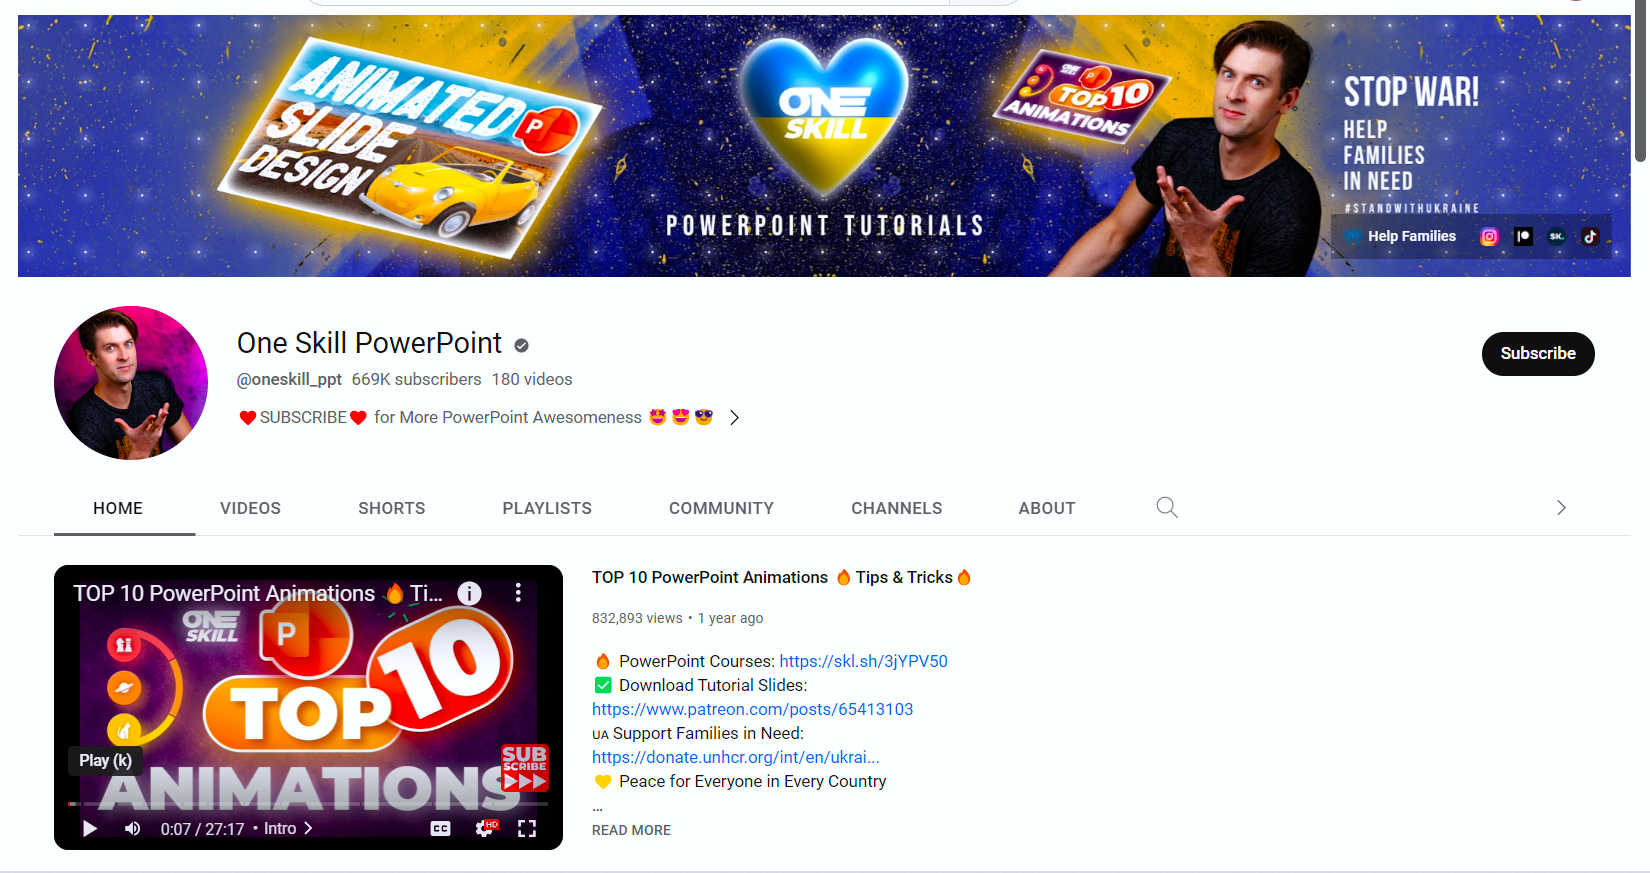 ANIMATED
SLIDE
DESIGN
P
ONE
SKILL
POWERPOINT TUTORIALS
ONE
SKILL
P
TOP 10
ANIMATIONS
STOP WAR!
HELP
FAMILIES
IN NEED
#STANDWITHUKRAINE
Help Families
SK.
One Skill PowerPoint
@oneskill_ppt 669K subscribers 180 videos
❤️SUBSCRIBE❤️ for More PowerPoint Awesomeness 🤩😍😎
HOME VIDEOS SHORTS PLAYLISTS COMMUNITY CHANNELS ABOUT
TOP 10 PowerPoint Animations 🔥 Ti...
ONE
SKILL
P
TOP 10
ANIMATIONS
SUB
SCRIBE
Play (k)
0:07 / 27:17 • Intro
CC
HD
TOP 10 PowerPoint Animations 🔥 Tips & Tricks🔥
832,893 views • 1 year ago
🔥 PowerPoint Courses: https://skl.sh/3jYPV50
✅ Download Tutorial Slides:
https://www.patreon.com/posts/65413103
UA Support Families in Need:
https://donate.unhcr.org/int/en/ukrai...
💛 Peace for Everyone in Every Country
...
READ MORE
Subscribe